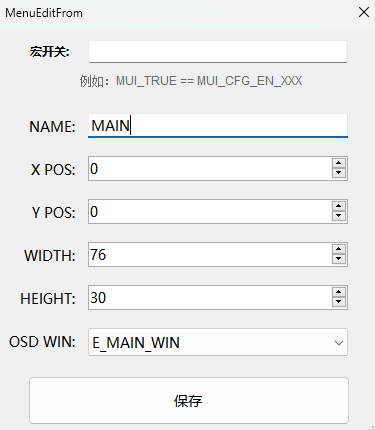 MenuEditFrom
宏开关:
例如：MUI_TRUE == MUI_CFG_EN_XXX
NAME: MAIN
X POS: 0
Y POS: 0
WIDTH: 76
HEIGHT: 30
OSD WIN: E_MAIN_WIN
保存